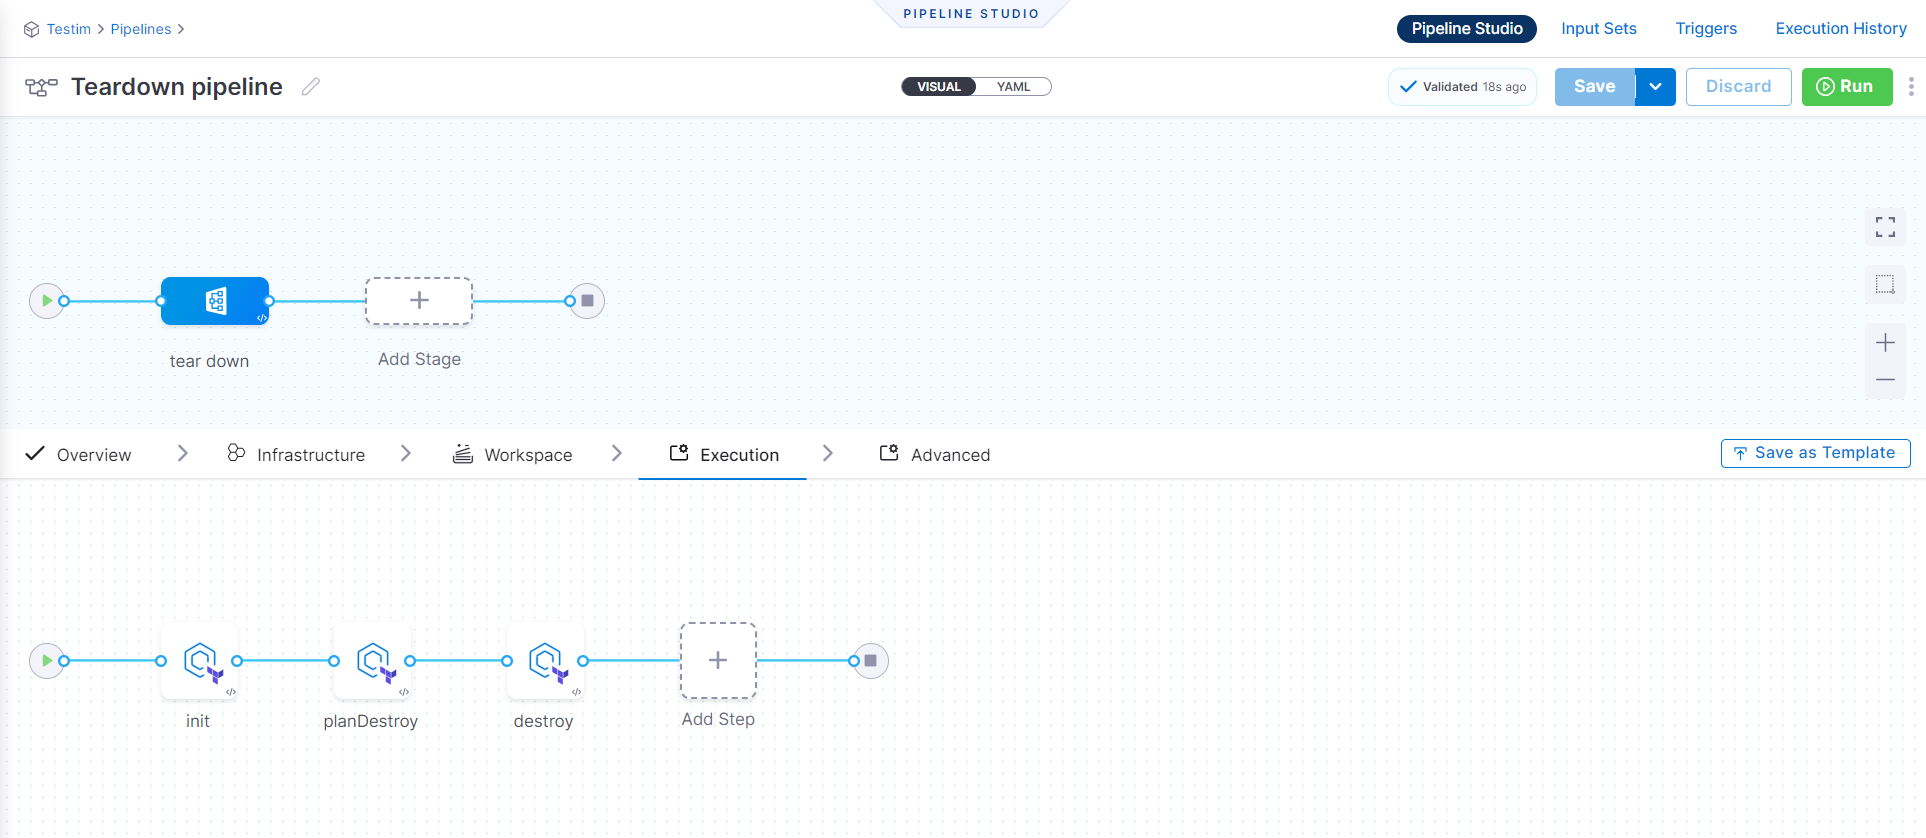 PIPELINE STUDIO
Testim > Pipelines >
Pipeline Studio
Input Sets
Triggers
Execution History
Teardown pipeline
VISUAL
YAML
Validated 18s ago
Save
Discard
Run
</>
tear down
Add Stage
Overview
Infrastructure
Workspace
Execution
Advanced
Save as Template
</>
</>
</>
init
planDestroy
destroy
Add Step